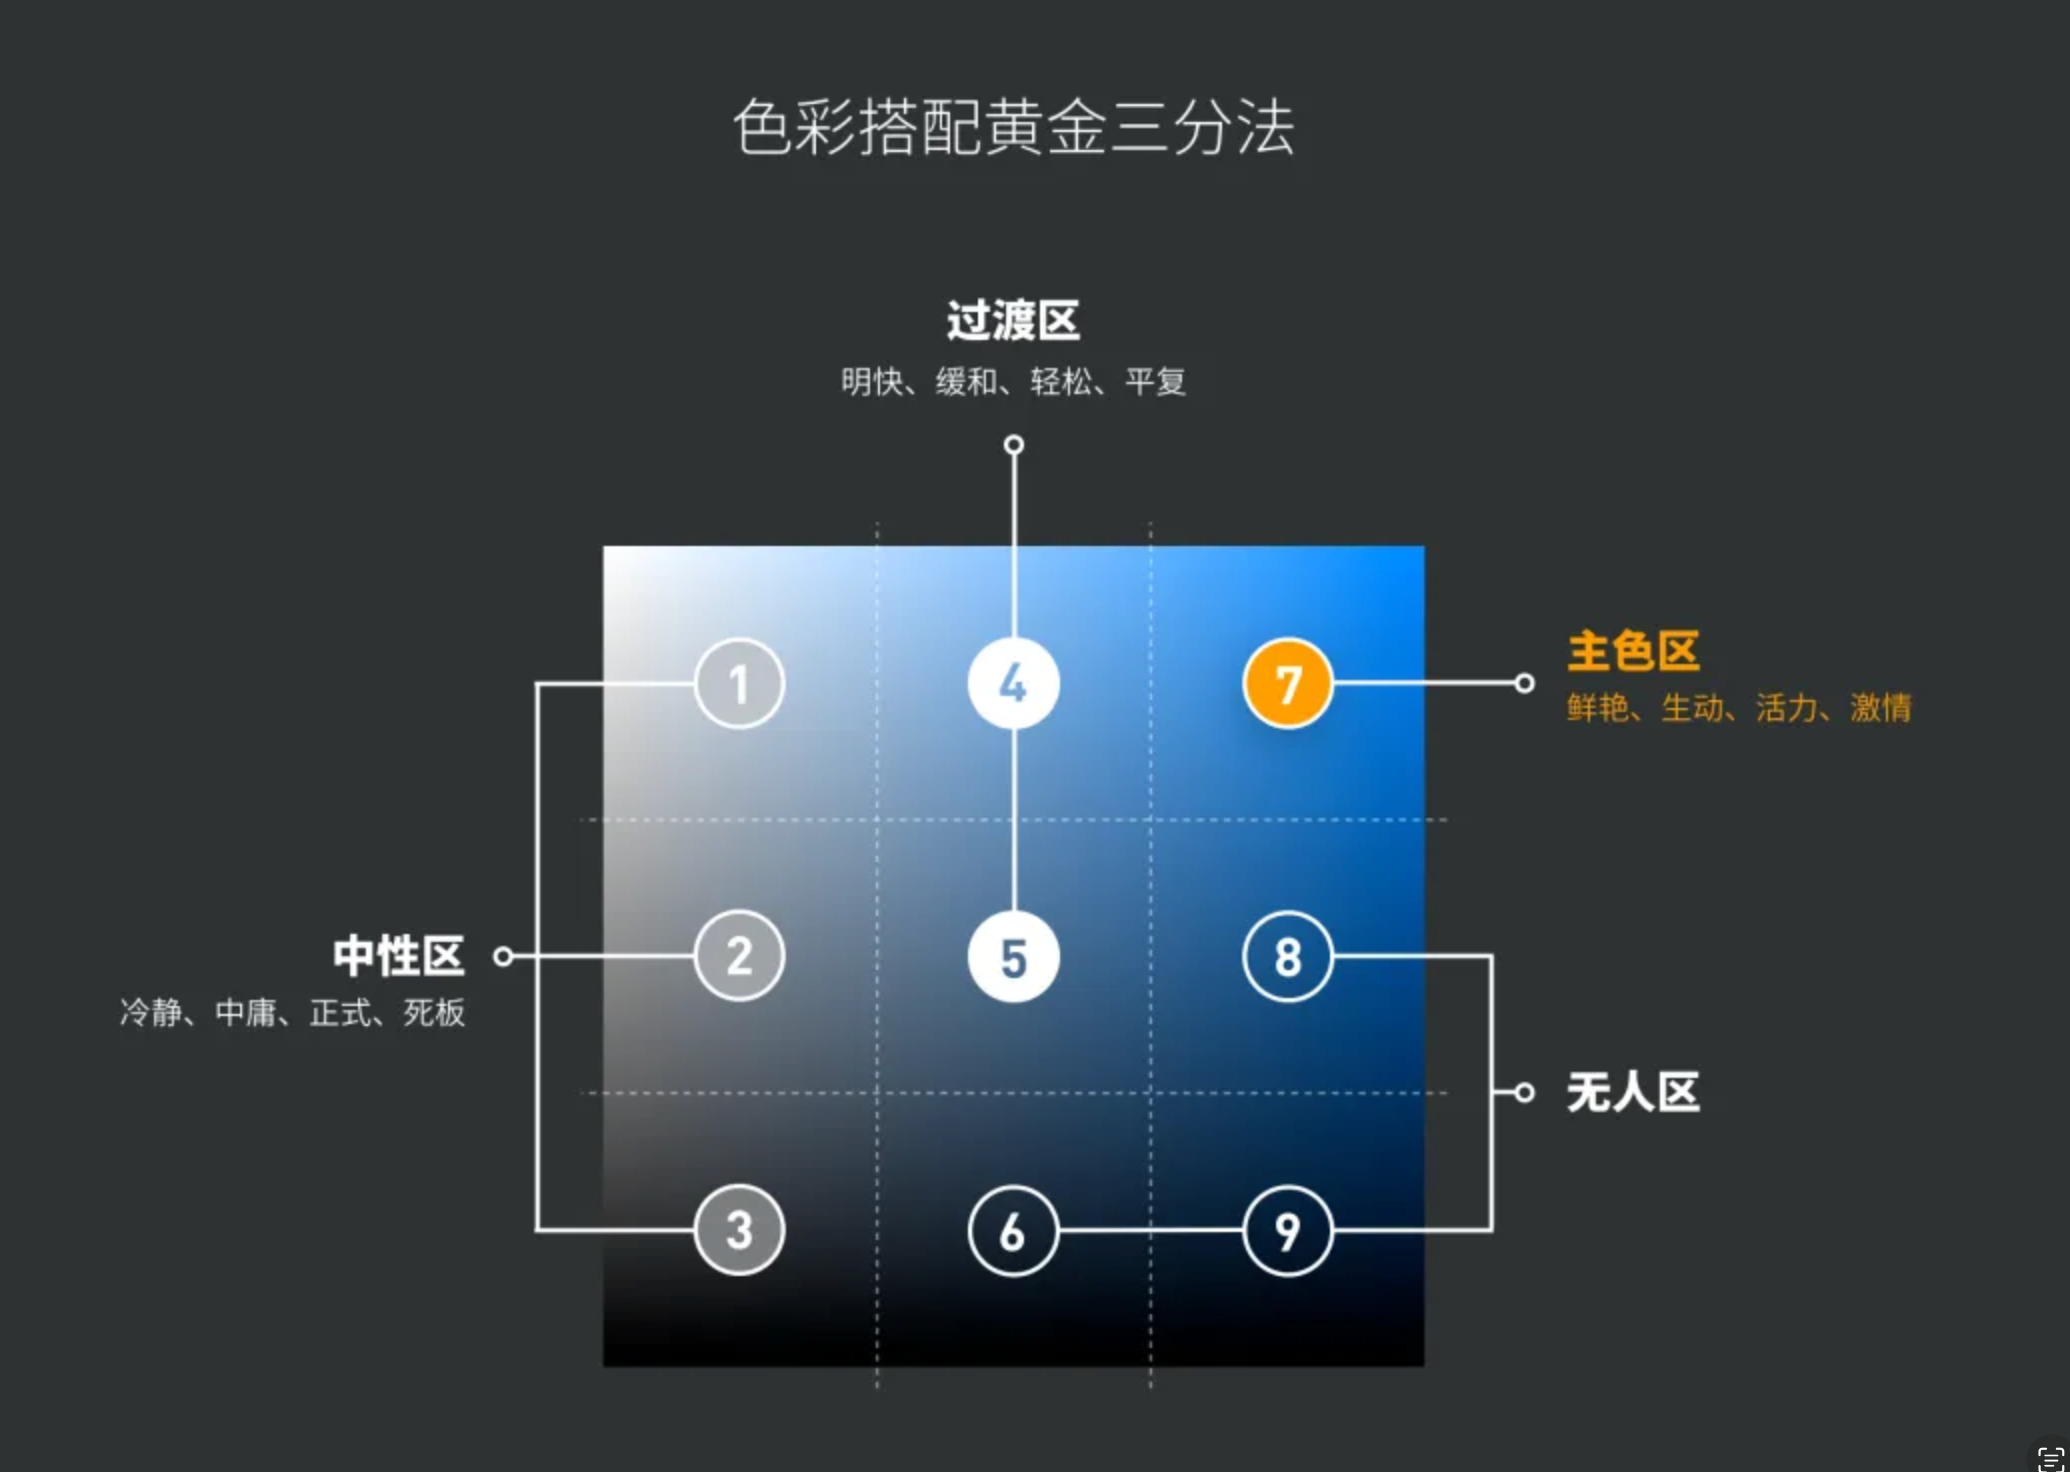 色彩搭配黄金三分法
过渡区
明快、缓和、轻松、平复
1
4
7
主色区
鲜艳、生动、活力、激情
中性区
冷静、中庸、正式、死板
2
5
8
无人区
3
6
9